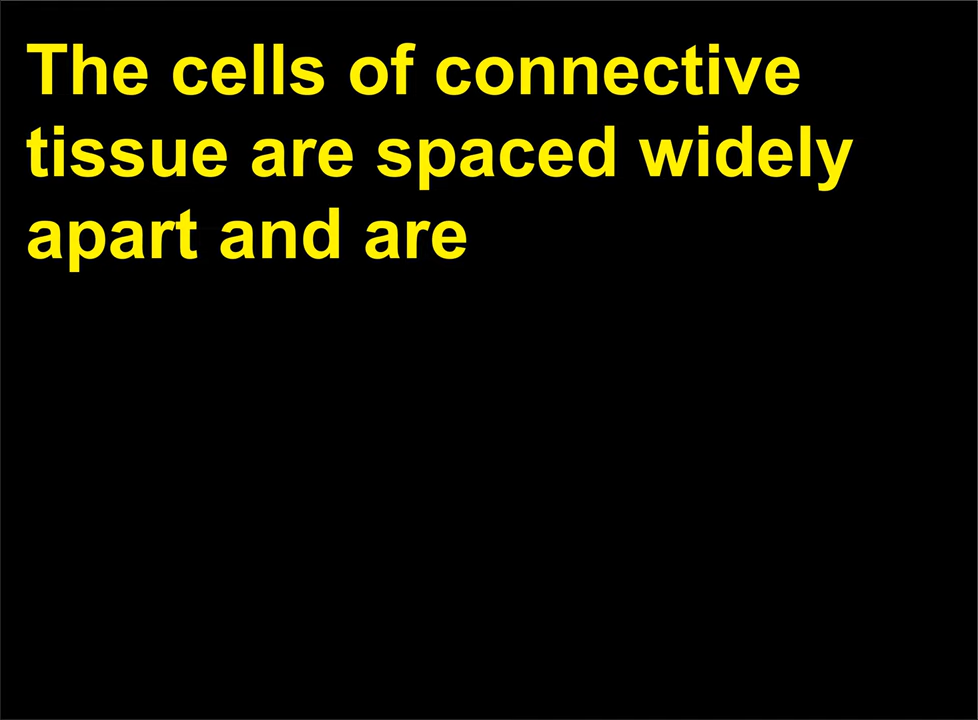 The cells of connective
tissue are spaced widely
apart and are